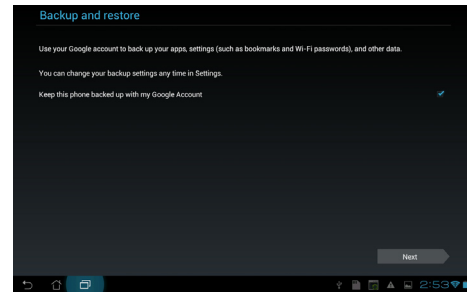 Backup and restore
Use your Google account to back up your apps, settings (such as bookmarks and Wi-Fi passwords), and other data.
You can change your backup settings any time in Settings.
Keep this phone backed up with my Google Account
Next
2:53